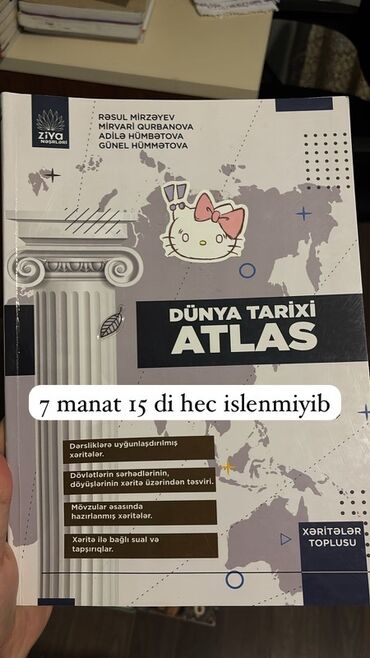 ZiYa
NƏŞRLƏRİ
RƏSUL MİRZƏYEV
MİRVARİ QURBANOVA
ADİLƏ HÜMBƏTOVA
GÜNEL HÜMMƏTOVA
DÜNYA TARİXİ
ATLAS
7 manat 15 di hec islenmiyib
Dərsliklərə uyğunlaşdırılmış
xəritələr.
Dövlətlərin sərhədlərinin,
döyüşlərinin xəritə üzərindən təsviri.
Mövzular əsasında
hazırlanmış xəritələr.
Xəritə ilə bağlı sual və
tapşırıqlar.
XƏRİTƏLƏR
TOPLUSU